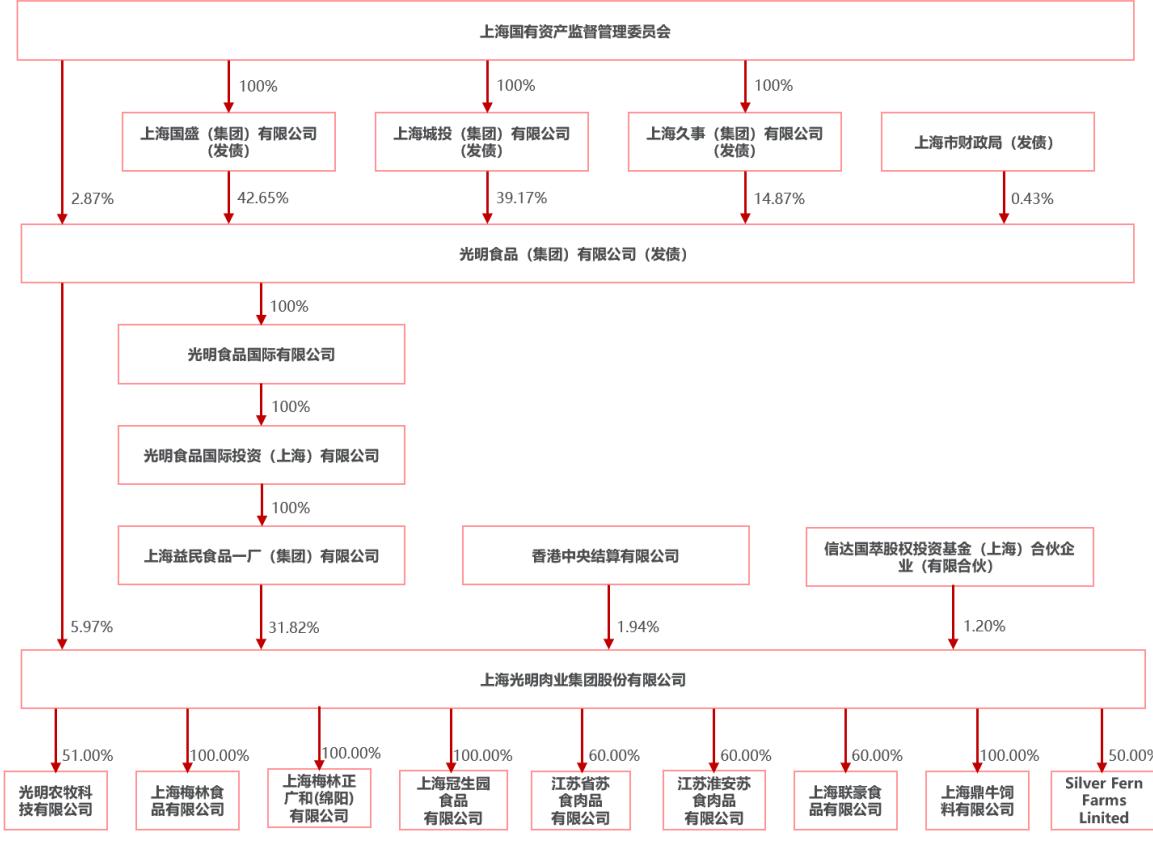 上海国有资产监督管理委员会
100%
100%
100%
上海国盛（集团）有限公司
（发债）
上海城投（集团）有限公司
（发债）
上海久事（集团）有限公司
（发债）
上海市财政局（发债）
2.87%
42.65%
39.17%
14.87%
0.43%
光明食品（集团）有限公司（发债）
100%
光明食品国际有限公司
100%
光明食品国际投资（上海）有限公司
100%
上海益民食品一厂（集团）有限公司
香港中央结算有限公司
信达国萃股权投资基金（上海）合伙企
业（有限合伙）
5.97%
31.82%
1.94%
1.20%
上海光明肉业集团股份有限公司
51.00%
100.00%
100.00%
100.00%
60.00%
60.00%
60.00%
100.00%
50.00%
光明农牧科
技有限公司
上海梅林食
品有限公司
上海梅林正
广和(绵阳)
有限公司
上海冠生园
食品
有限公司
江苏省苏
食肉品
有限公司
江苏淮安苏
食肉品
有限公司
上海联豪食
品有限公司
上海鼎牛饲
料有限公司
Silver Fern
Farms
Linited